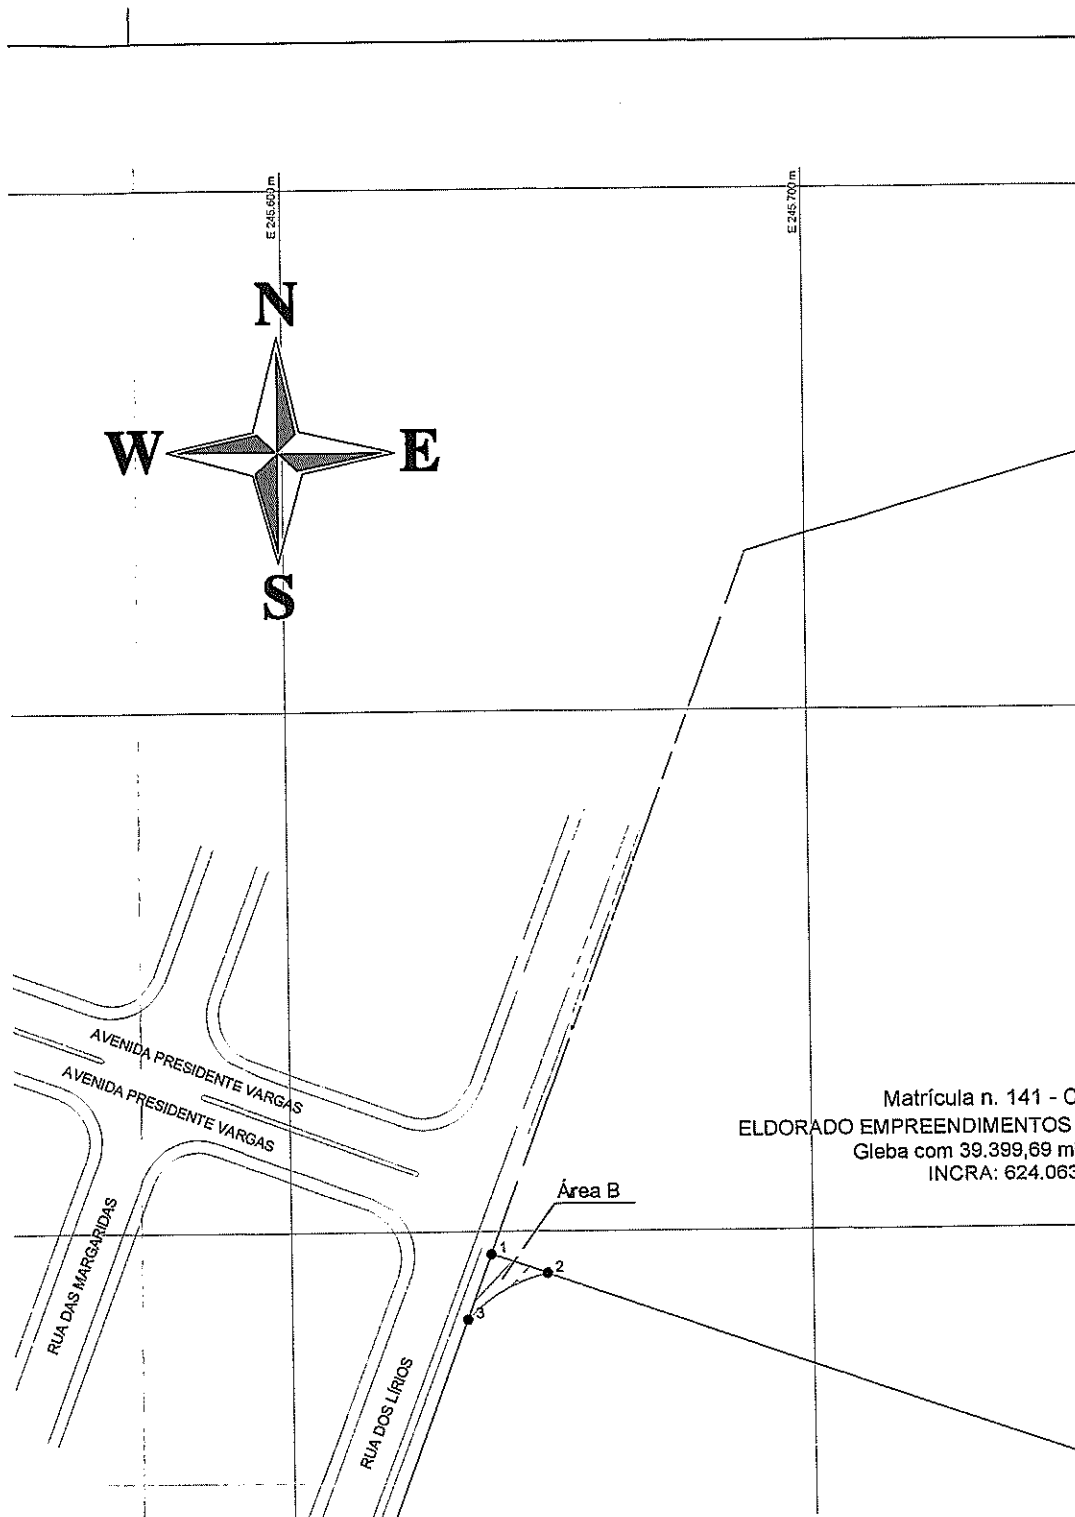 E 245.600 m
E 245.700 m
N
W
E
S
AVENIDA PRESIDENTE VARGAS
AVENIDA PRESIDENTE VARGAS
Matrícula n. 141 - C
ELDORADO EMPREENDIMENTOS
Gleba com 39.399,69 m
INCRA: 624.063
Área B
1
2
3
RUA DAS MARGARIDAS
RUA DOS LÍRIOS